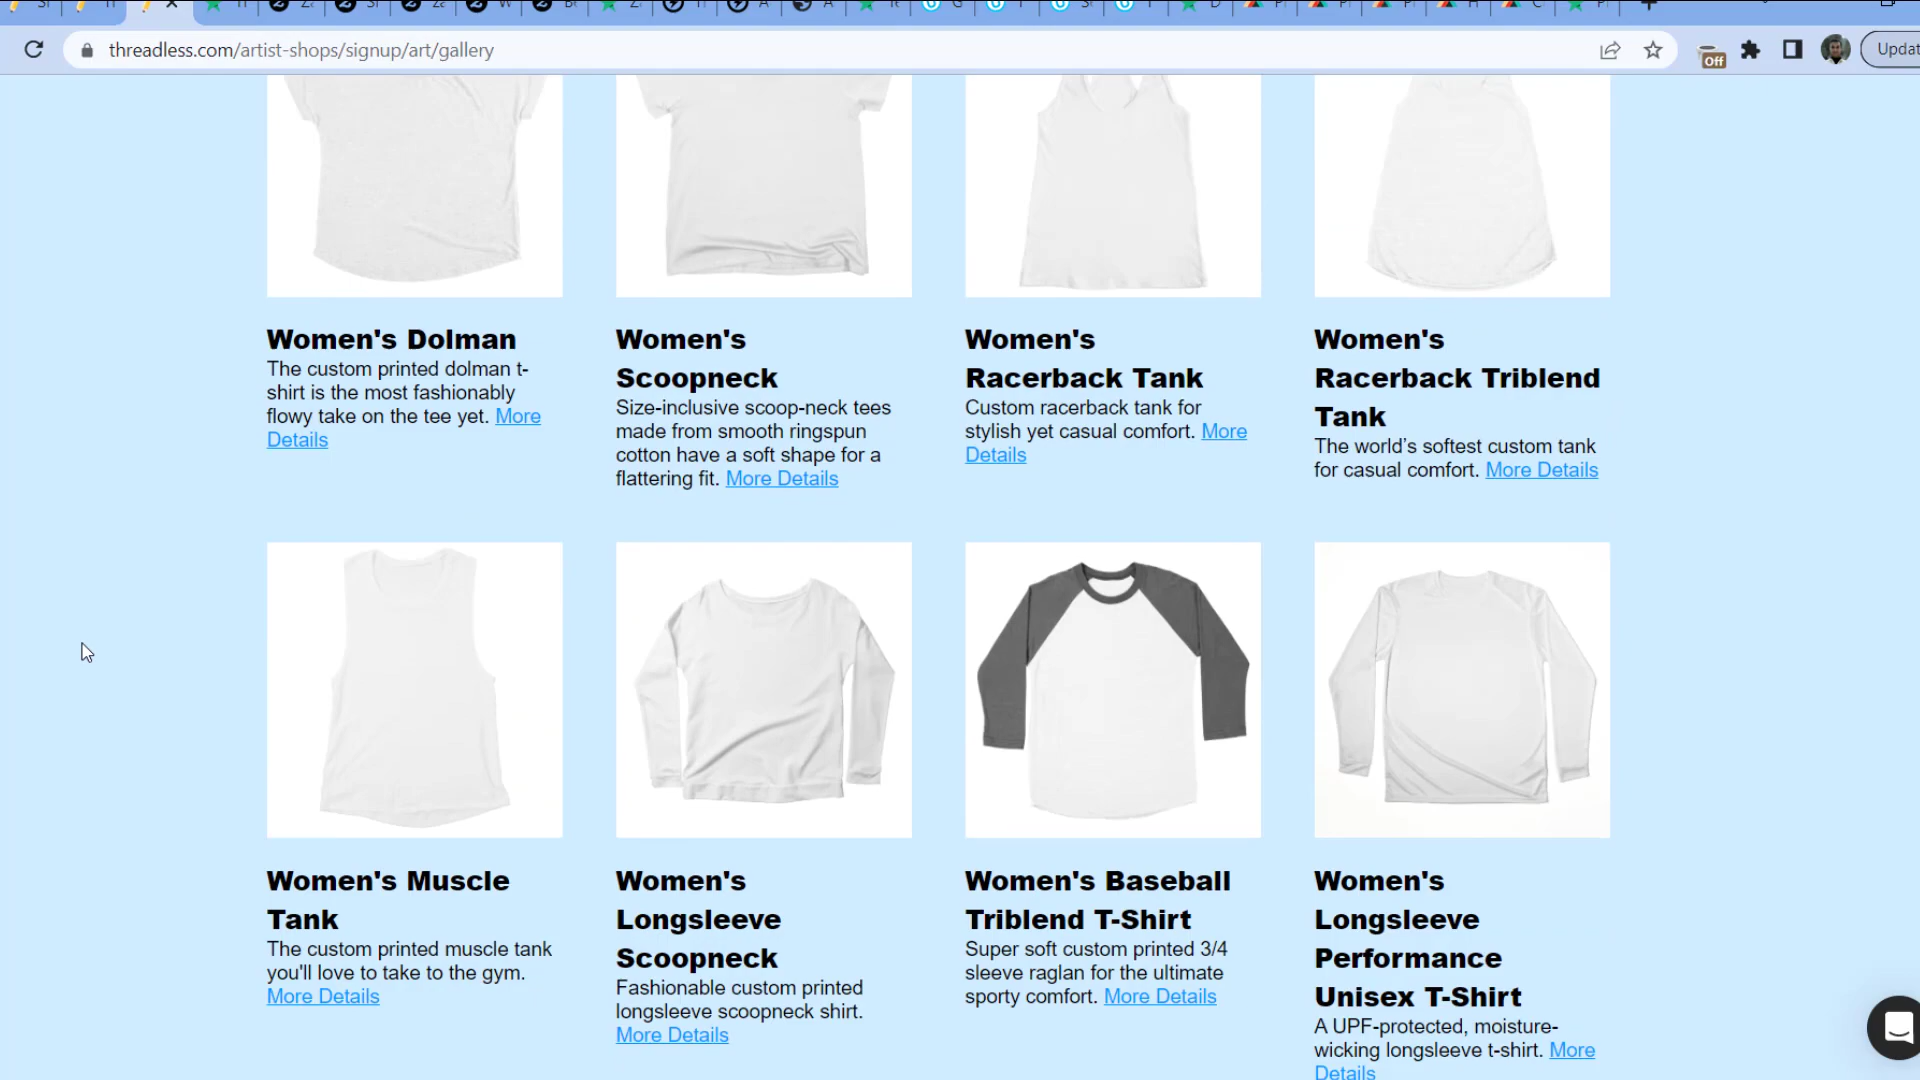 threadless.com/artist-shops/signup/art/gallery
Off
Updat
Women's Dolman
The custom printed dolman t-
shirt is the most fashionably
flowy take on the tee yet. More
Details
Women's
Scoopneck
Size-inclusive scoop-neck tees
made from smooth ringspun
cotton have a soft shape for a
flattering fit. More Details
Women's
Racerback Tank
Custom racerback tank for
stylish yet casual comfort. More
Details
Women's
Racerback Triblend
Tank
The world’s softest custom tank
for casual comfort. More Details
Women's Muscle
Tank
The custom printed muscle tank
you'll love to take to the gym.
More Details
Women's
Longsleeve
Scoopneck
Fashionable custom printed
longsleeve scoopneck shirt.
More Details
Women's Baseball
Triblend T-Shirt
Super soft custom printed 3/4
sleeve raglan for the ultimate
sporty comfort. More Details
Women's
Longsleeve
Performance
Unisex T-Shirt
A UPF-protected, moisture-
wicking longsleeve t-shirt. More
Details